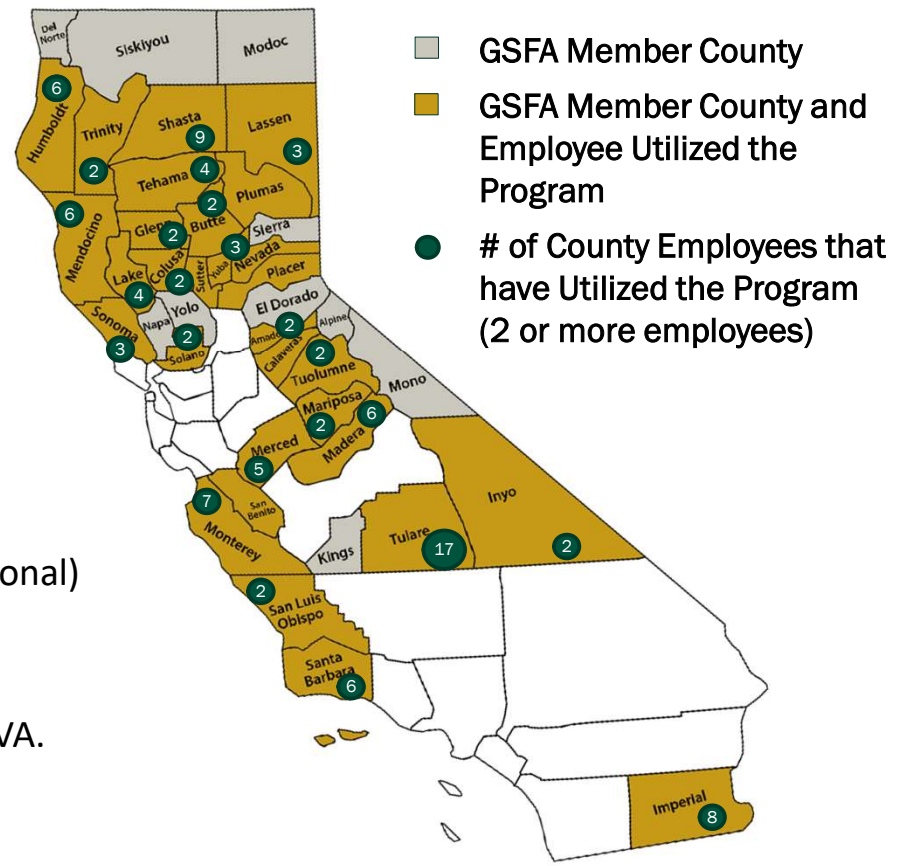 GSFA Member County
GSFA Member County and
Employee Utilized the
Program
# of County Employees that
have Utilized the Program
(2 or more employees)
Del
Norte
Siskiyou
Modoc
6
Humboldt
Trinity
2
Shasta
9
Lassen
3
Tehama
4
Plumas
2
Butte
6
Mendocino
Glenn
2
Sierra
3
Nevada
Yuba
Colusa
2
Sutter
Placer
Lake
4
El Dorado
Sonoma
3
Napa
Yolo
2
Solano
Alpine
2
Amado
Calaveras
2
Tuolumne
Mono
Mariposa
2
6
Madera
Merced
5
7
San
Benito
Monterey
Inyo
2
Kings
Tulare
17
onal)
2
San Luis
Obispo
Santa
Barbara
6
VA.
Imperial
8